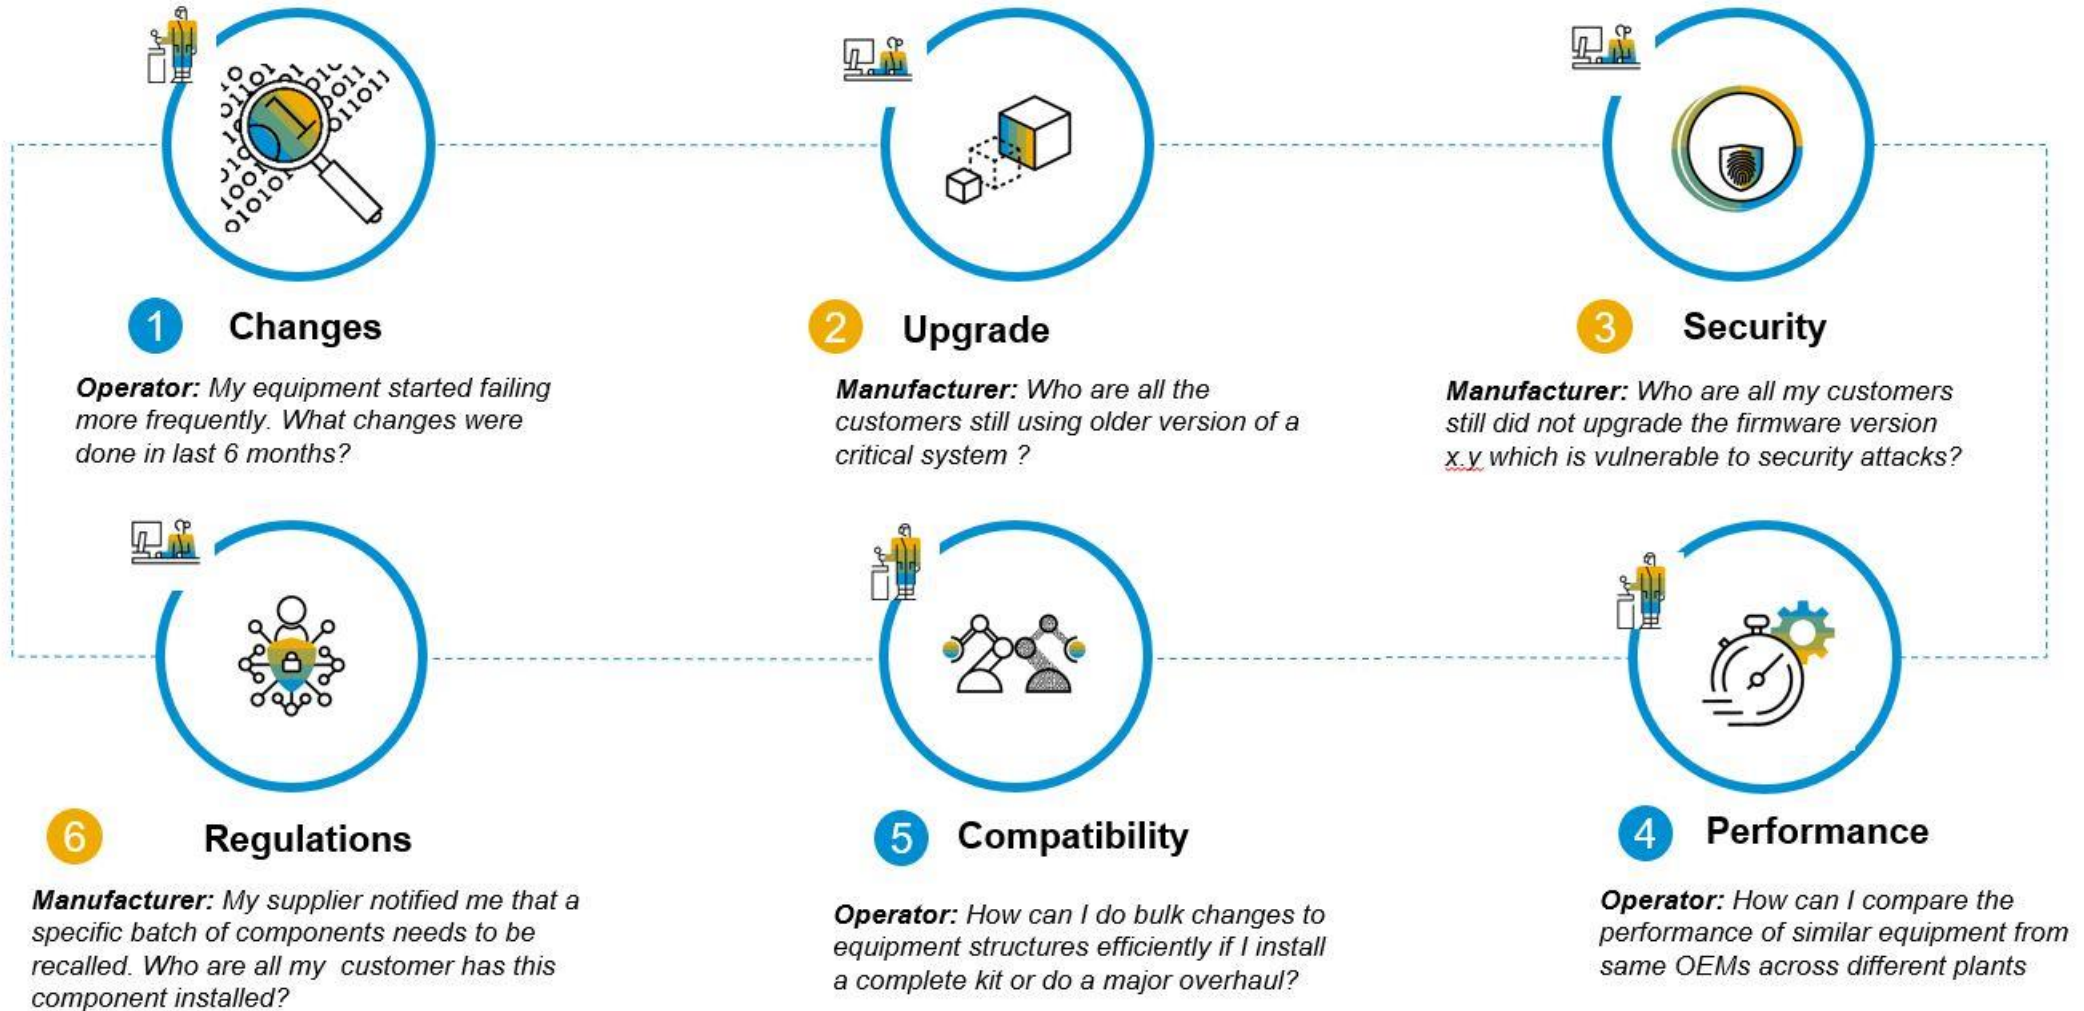 1 Changes
Operator: My equipment started failing
more frequently. What changes were
done in last 6 months?
2 Upgrade
Manufacturer: Who are all the
customers still using older version of a
critical system ?
3 Security
Manufacturer: Who are all my customers
still did not upgrade the firmware version
x.y which is vulnerable to security attacks?
6 Regulations
Manufacturer: My supplier notified me that a
specific batch of components needs to be
recalled. Who are all my customer has this
component installed?
5 Compatibility
Operator: How can I do bulk changes to
equipment structures efficiently if I install
a complete kit or do a major overhaul?
4 Performance
Operator: How can I compare the
performance of similar equipment from
same OEMs across different plants